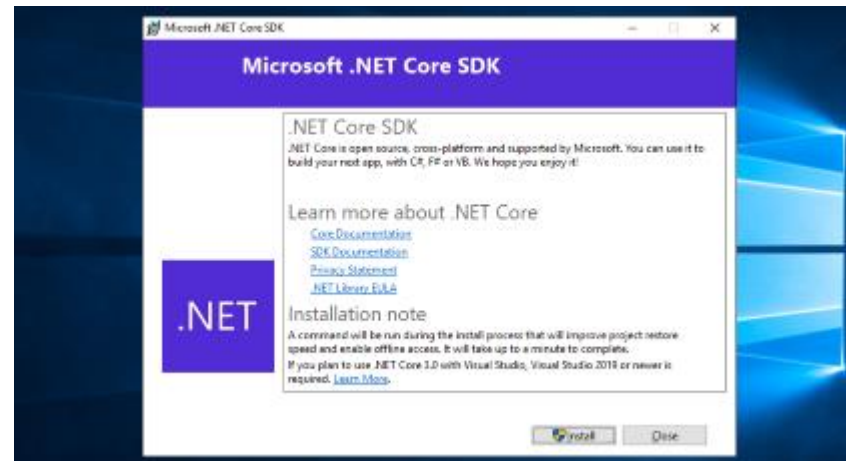 Microsoft .NET Core SDK
Microsoft .NET Core SDK
.NET Core SDK
.NET Core is open source, cross-platform and supported by Microsoft. You can use it to
build your next app, with C#, F# or VB. We hope you enjoy it!
Learn more about .NET Core
Core Documentation
SDK Documentation
Privacy Statement
.NET Library EULA
.NET
Installation note
A command will be run during the install process that will improve project restore
speed and enable offline access. It will take up to a minute to complete.
If you plan to use .NET Core 3.0 with Visual Studio, Visual Studio 2019 or newer is
required. Learn More.
Install
Close